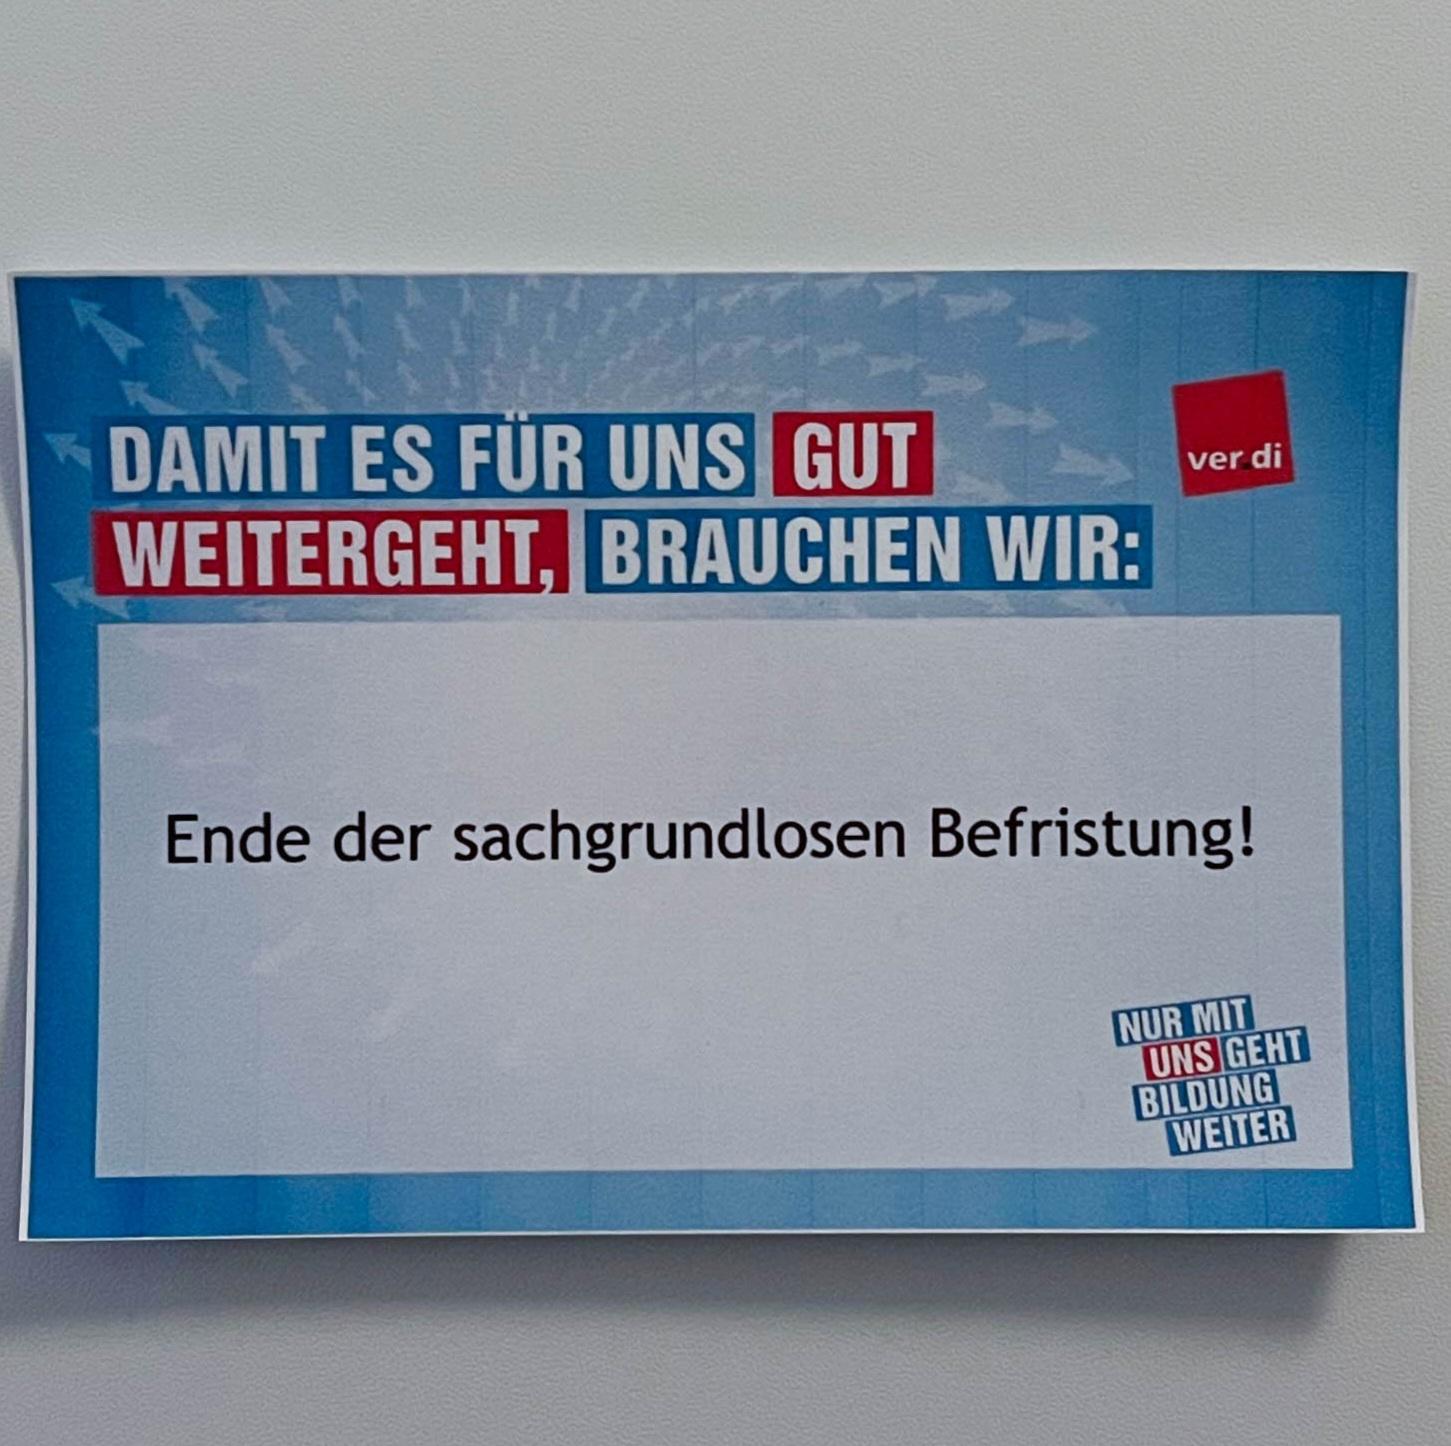 DAMIT ES FÜR UNS GUT
WEITERGEHT, BRAUCHEN WIR:
ver.di
Ende der sachgrundlosen Befristung!
NUR MIT
UNS GEHT
BILDUNG
WEITER